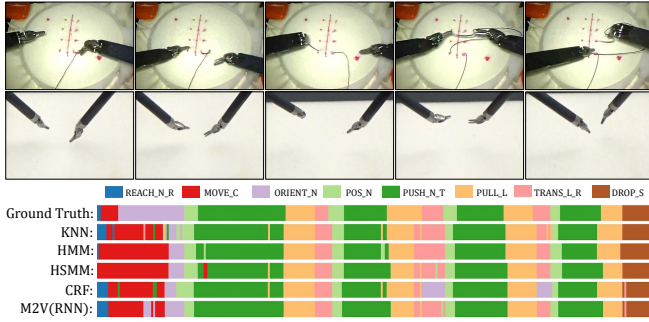 REACH_N_R MOVE_C ORIENT_N POS_N PUSH_N_T PULL_L TRANS_L_R DROP_S
Ground Truth:
KNN:
HMM:
HSMM:
CRF:
M2V(RNN):